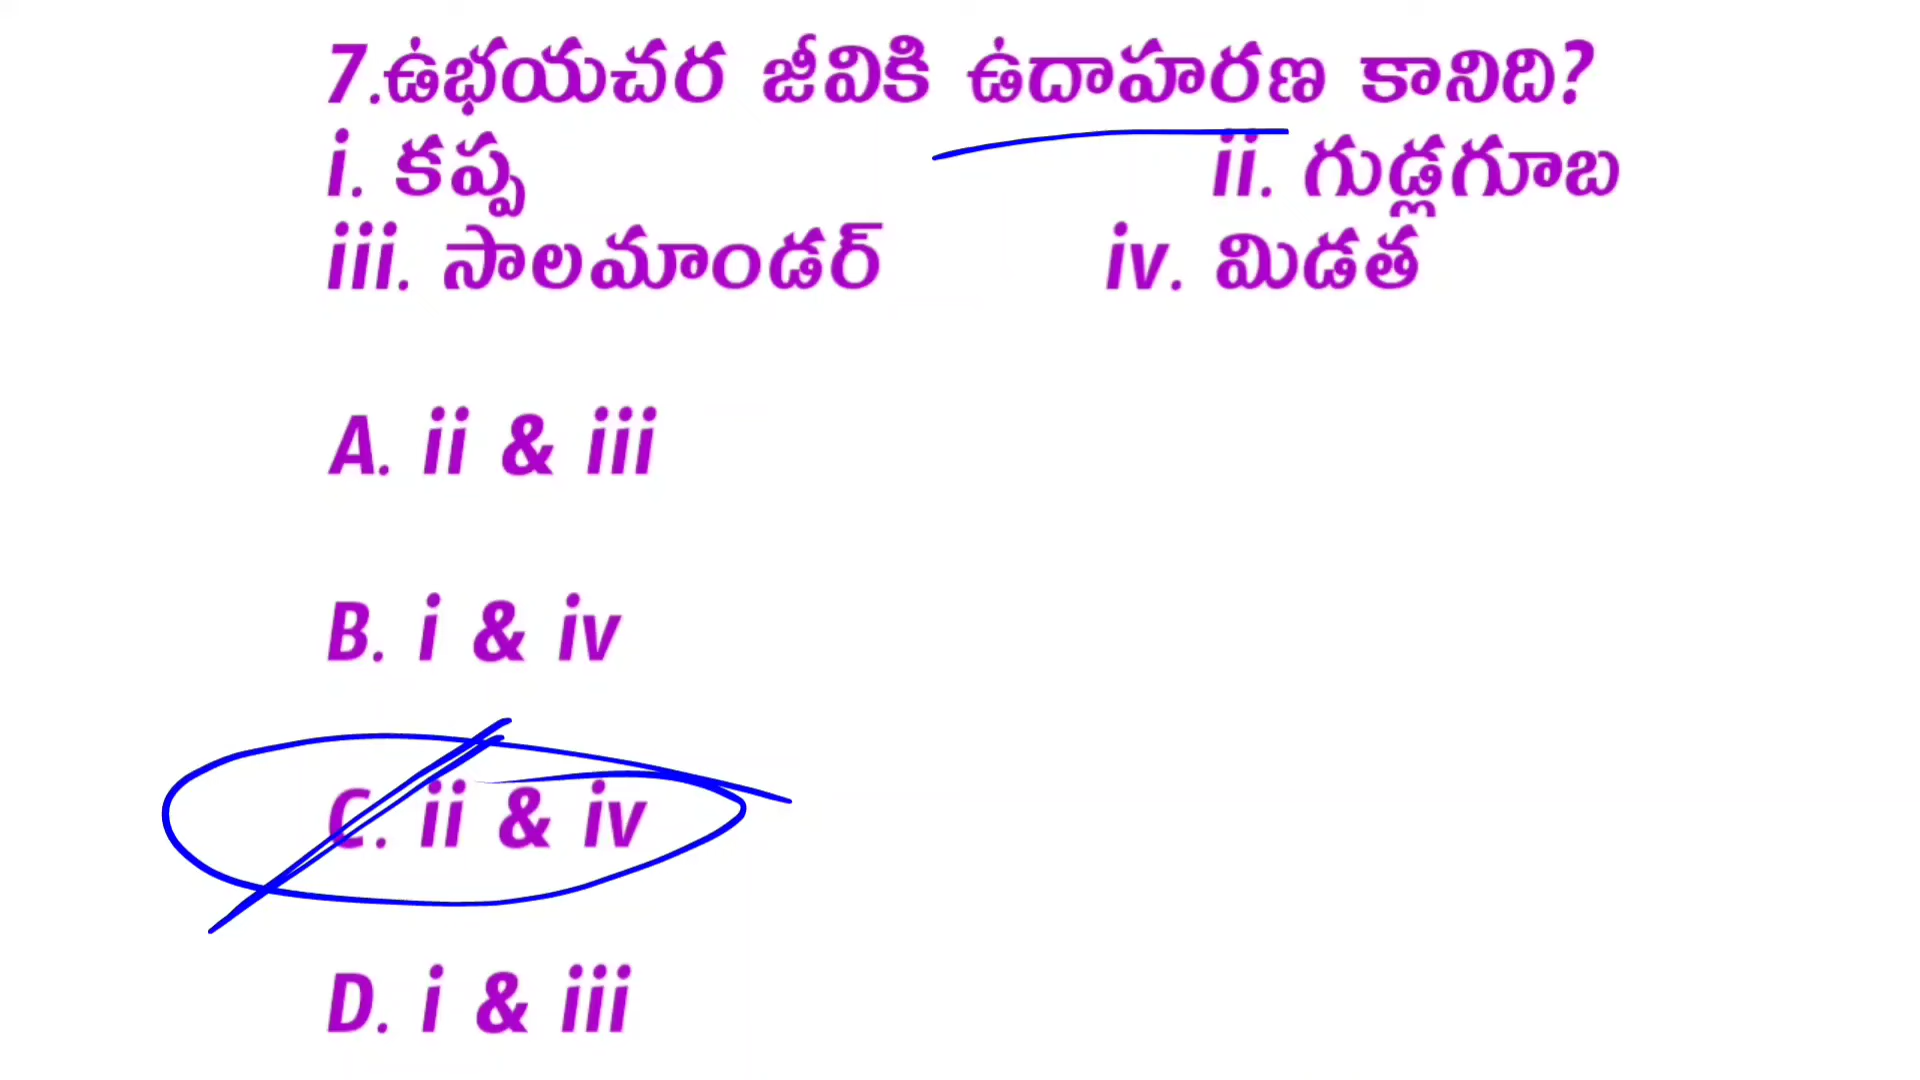 7.ఉభయచర జీవికి ఉదాహరణ కానిది?
i. కప్ప ii. గుడ్లగూబ
iii. సాలమాండర్ iv. మిడత
A. ii & iii
B. i & iv
C. ii & iv
D. i & iii